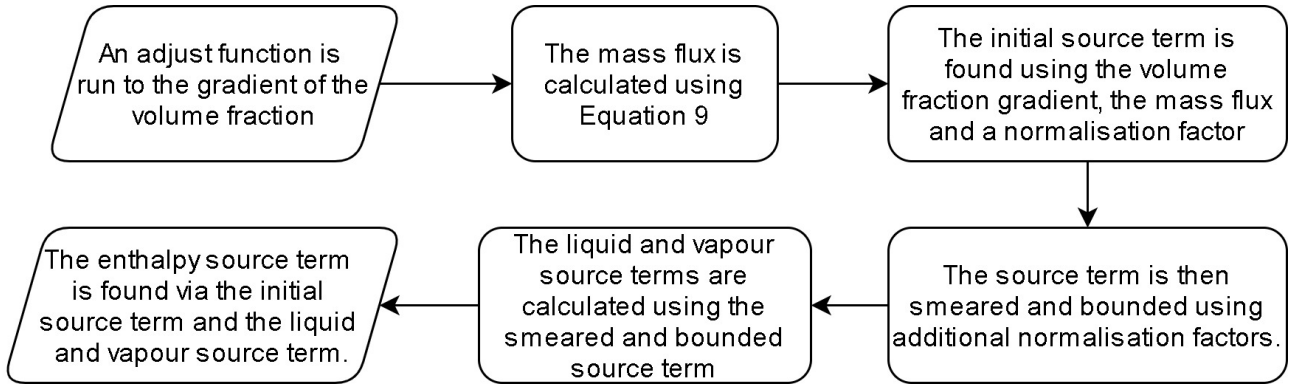 An adjust function is
run to the gradient of the
volume fraction
The mass flux is
calculated using
Equation 9
The initial source term is
found using the volume
fraction gradient, the mass flux
and a normalisation factor
The source term is then
smeared and bounded using
additional normalisation factors.
The liquid and vapour
source terms are
calculated using the
smeared and bounded
source term
The enthalpy source term
is found via the initial
source term and the liquid
and vapour source term.